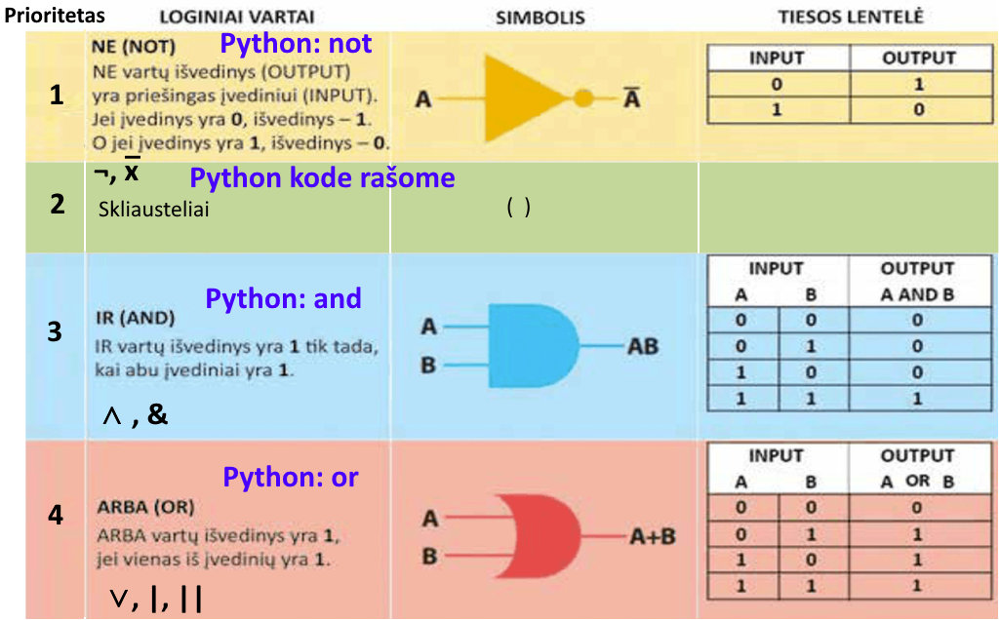 Prioritetas LOGINIAI VARTAI SIMBOLIS TIESOS LENTELĖ
1
NE (NOT) Python: not
NE vartų išvedinys (OUTPUT)
yra priešingas įvediniui (INPUT).
Jei įvedinys yra 0, išvedinys – 1.
O jei įvedinys yra 1, išvedinys – 0.
¬, x̅
A A̅
INPUT OUTPUT
0 1
1 0
2
Python kode rašome
Skliausteliai
( )
3
Python: and
IR (AND)
IR vartų išvedinys yra 1 tik tada,
kai abu įvediniai yra 1.
∧ , &
A
B
AB
INPUT OUTPUT
A B A AND B
0 0 0
0 1 0
1 0 0
1 1 1
4
Python: or
ARBA (OR)
ARBA vartų išvedinys yra 1,
jei vienas iš įvedinių yra 1.
∨, |, ||
A
B
A+B
INPUT OUTPUT
A B A OR B
0 0 0
0 1 1
1 0 1
1 1 1